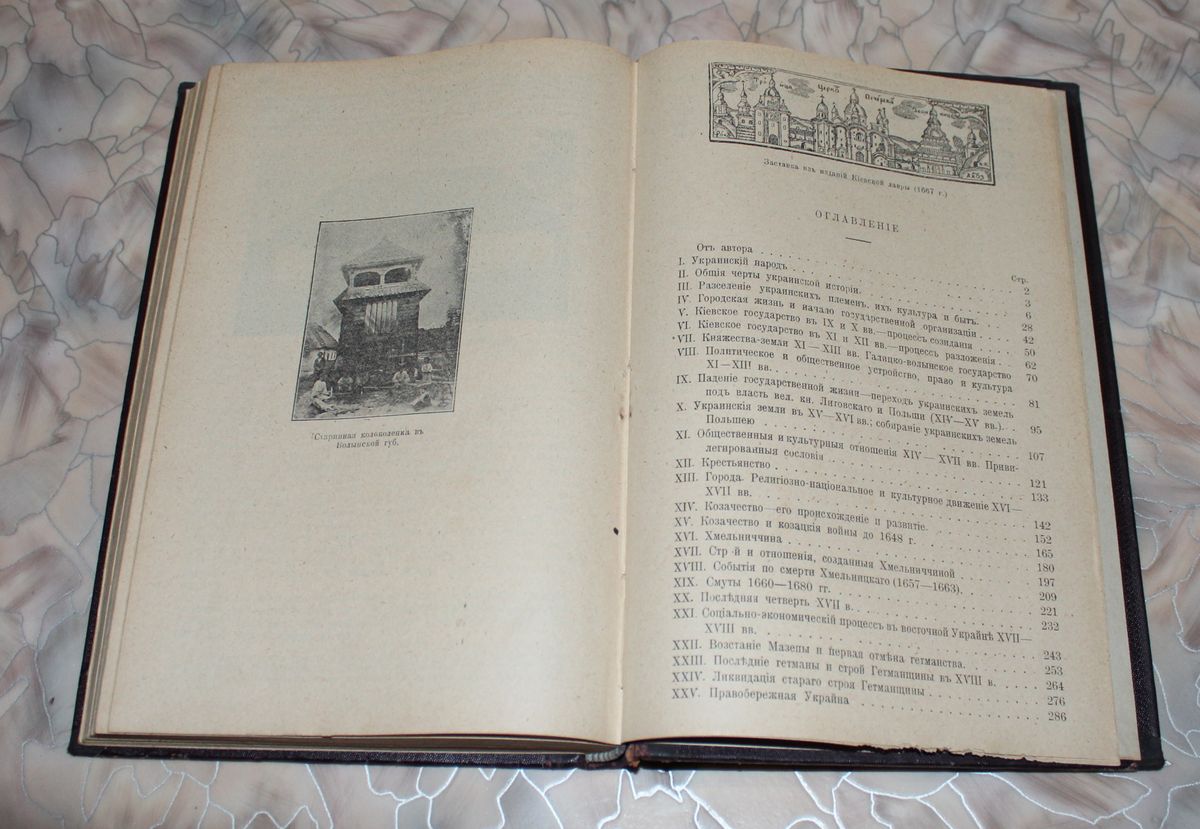 Старинная колокольня въ
Волынской губ.
Церкв Печерска
Заставка изъ изданій Кіевской лавры (1667 г.)
ОГЛАВЛЕНІЕ
Стр.
Отъ автора . . . 2
I. Украинскій народъ . . . 3
II. Общія черты украинской исторіи. . . . 6
III. Разселеніе украинскихъ племенъ, ихъ культура и бытъ. . . . 28
IV. Городская жизнь и начало государственной организаціи . . . 42
V. Кіевское государство въ IX и X вв.—процессъ созиданія . . . 50
VI. Кіевское государство въ XI и XII вв.—процессъ разложенія . . . 62
VII. Княжества-земли XI—XIII вв. Галицко-волынское государство 70
VIII. Политическое и общественное устройство, право и культура
XI—XIII вв. . . . 81
IX. Паденіе государственной жизни—переходъ украинскихъ земель
подъ власть вел. кн. Литовскаго и Польши (XIV—XV вв.). . . 95
X. Украинскія земли въ XV—XVI вв.; собираніе украинскихъ земель
Польшею . . . 107
XI. Общественныя и культурныя отношенія XIV—XVII вв. Приви-
легированныя сословія . . . 121
XII. Крестьянство . . . 133
XIII. Города. Религіозно-національное и культурное движеніе XVI—
XVII вв. . . . 142
XIV. Козачество—его происхожденіе и развитіе. . . . 152
XV. Козачество и козацкія войны до 1648 г. . . . 165
XVI. Хмельниччина . . . 180
XVII. Стр й и отношенія, созданныя Хмельниччиной . . . 197
XVIII. Событія по смерти Хмельницкаго (1657—1663). . . . 209
XIX. Смуты 1660—1680 гг. . . . 221
XX. Послѣдняя четверть XVII в. . . . 232
XXI. Соціально-экономическій процессъ въ восточной Украйнѣ XVII—
XVIII вв. . . . 243
XXII. Возстаніе Мазепы и первая отмѣна гетманства. . . . 253
XXIII. Послѣдніе гетманы и строй Гетманщины въ XVIII в. . . . 264
XXIV. Ликвидація стараго строя Гетманщины . . . 276
XXV. Правобережная Украйна . . . 286